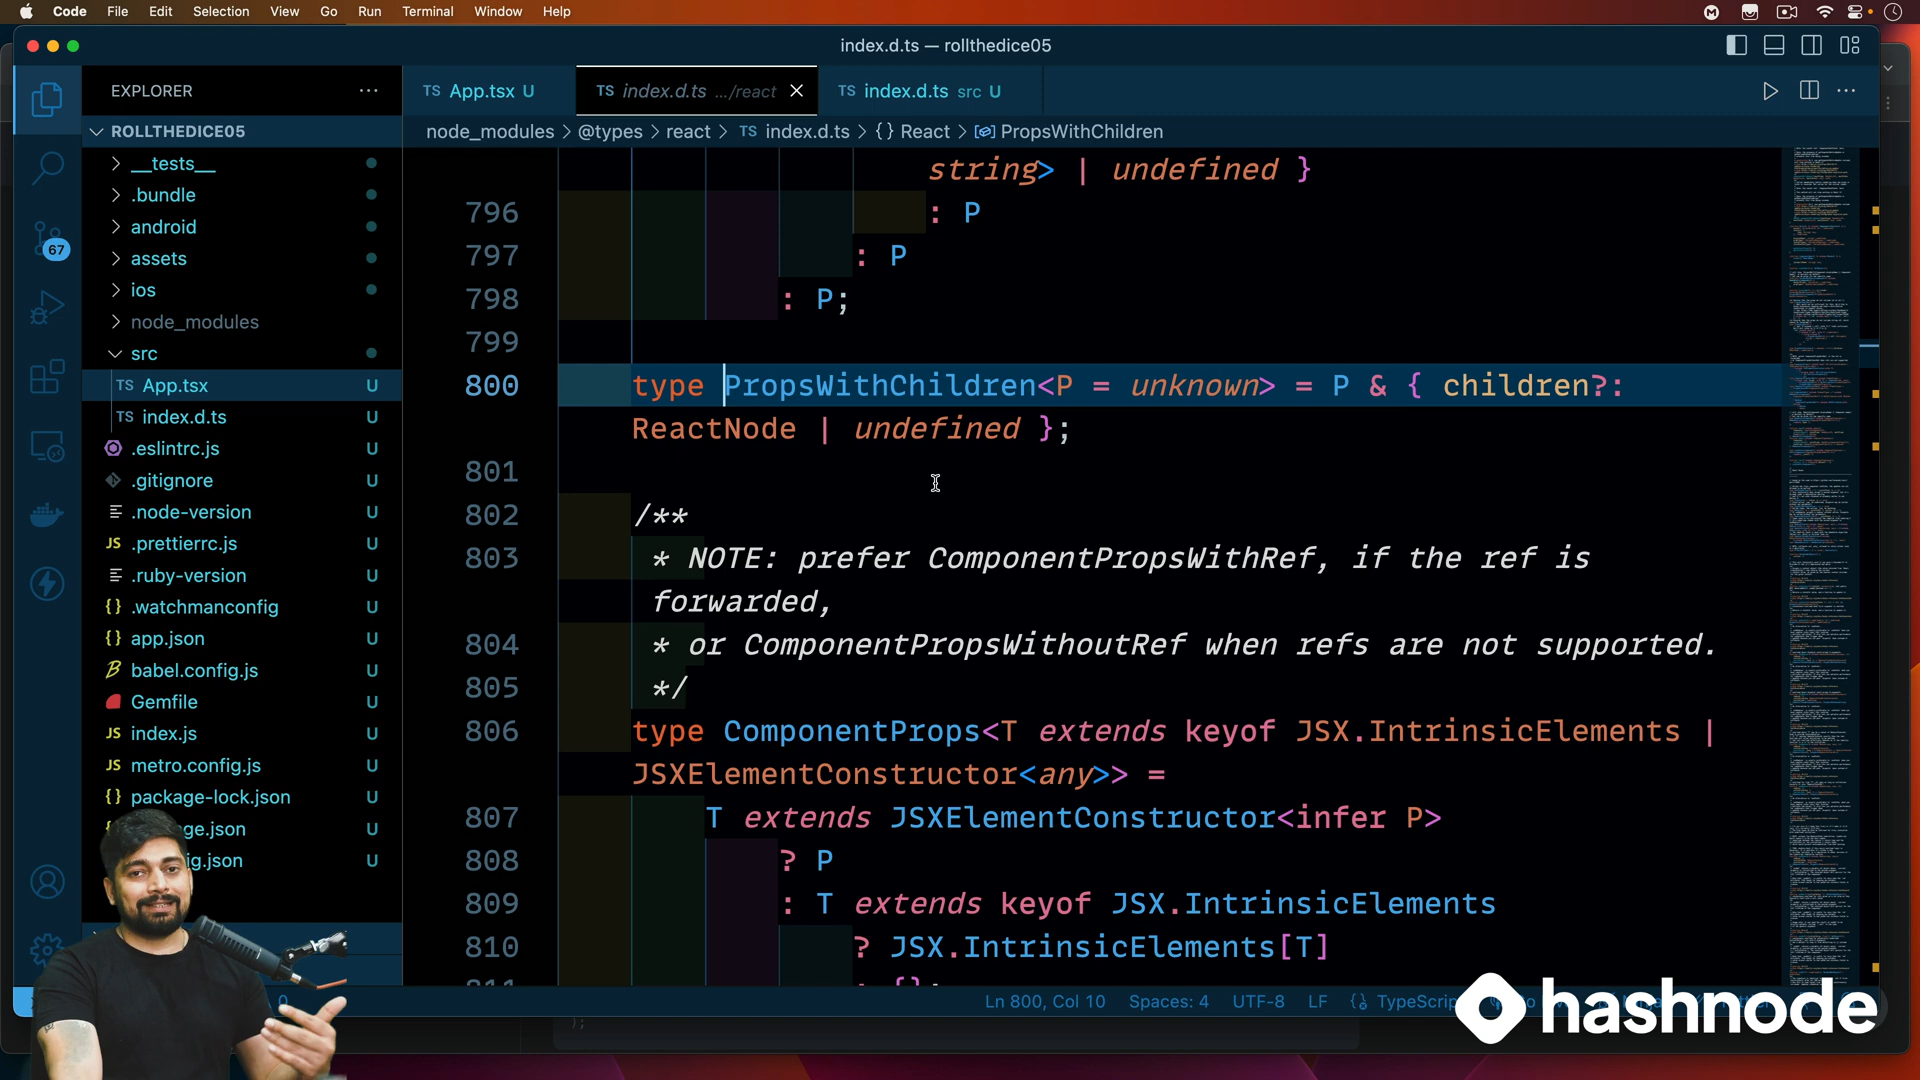 Code File Edit Selection View Go Run Terminal Window Help
index.d.ts — rollthedice05
EXPLORER
TS App.tsx U
TS index.d.ts .../react
TS index.d.ts src U
ROLLTHEDICE05
node_modules > @types > react > TS index.d.ts > {} React > PropsWithChildren
__tests__
.bundle
android
assets
ios
node_modules
src
TS App.tsx U
TS index.d.ts U
.eslintrc.js U
.gitignore U
.node-version U
JS .prettierrc.js U
.ruby-version U
{} .watchmanconfig U
{} app.json U
babel.config.js U
Gemfile U
JS index.js U
JS metro.config.js U
{} package-lock.json U
ge.json U
ig.json U
67
string> | undefined }
796 : P
797 : P
798 : P;
799
800 type PropsWithChildren<P = unknown> = P & { children?:
ReactNode | undefined };
801
802 /**
803 * NOTE: prefer ComponentPropsWithRef, if the ref is
forwarded,
804 * or ComponentPropsWithoutRef when refs are not supported.
805 */
806 type ComponentProps<T extends keyof JSX.IntrinsicElements |
JSXElementConstructor<any>> =
807 T extends JSXElementConstructor<infer P>
808 ? P
809 : T extends keyof JSX.IntrinsicElements
810 ? JSX.IntrinsicElements[T]
811 : {};
0
Ln 800, Col 10 Spaces: 4 UTF-8 LF
hashnode